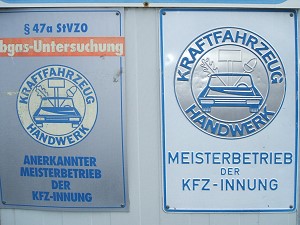 § 47a StVZO
bgns-Untersuchung
KRAFTFAHRZEUG
HANDWERK
ANERKANNTER
MEISTERBETRIEB
DER
KFZ-INNUNG
KRAFTFAHRZEUG
HANDWERK
MEISTERBETRIEB
DER
KFZ-INNUNG